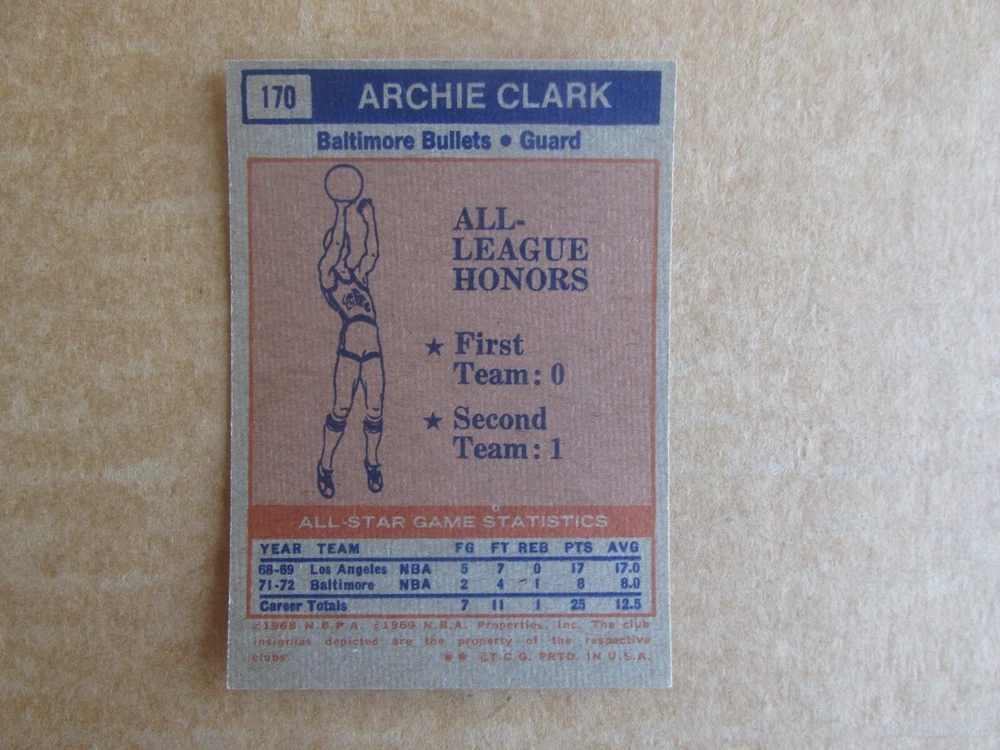 170 ARCHIE CLARK
Baltimore Bullets • Guard
ALL-
LEAGUE
HONORS
★ First
Team: 0
★ Second
Team: 1
ALL-STAR GAME STATISTICS
YEAR TEAM FG FT REB PTS AVG
68-69 Los Angeles NBA 5 7 0 17 17.0
71-72 Baltimore NBA 2 4 1 8 8.0
Career Totals 7 11 1 25 12.5
©1968 N.B.P.A. ©1969 N.B.A. Properties, Inc. The club
insignias depicted are the property of the respective
clubs ** ©T.C.G. PRTD. IN U.S.A.